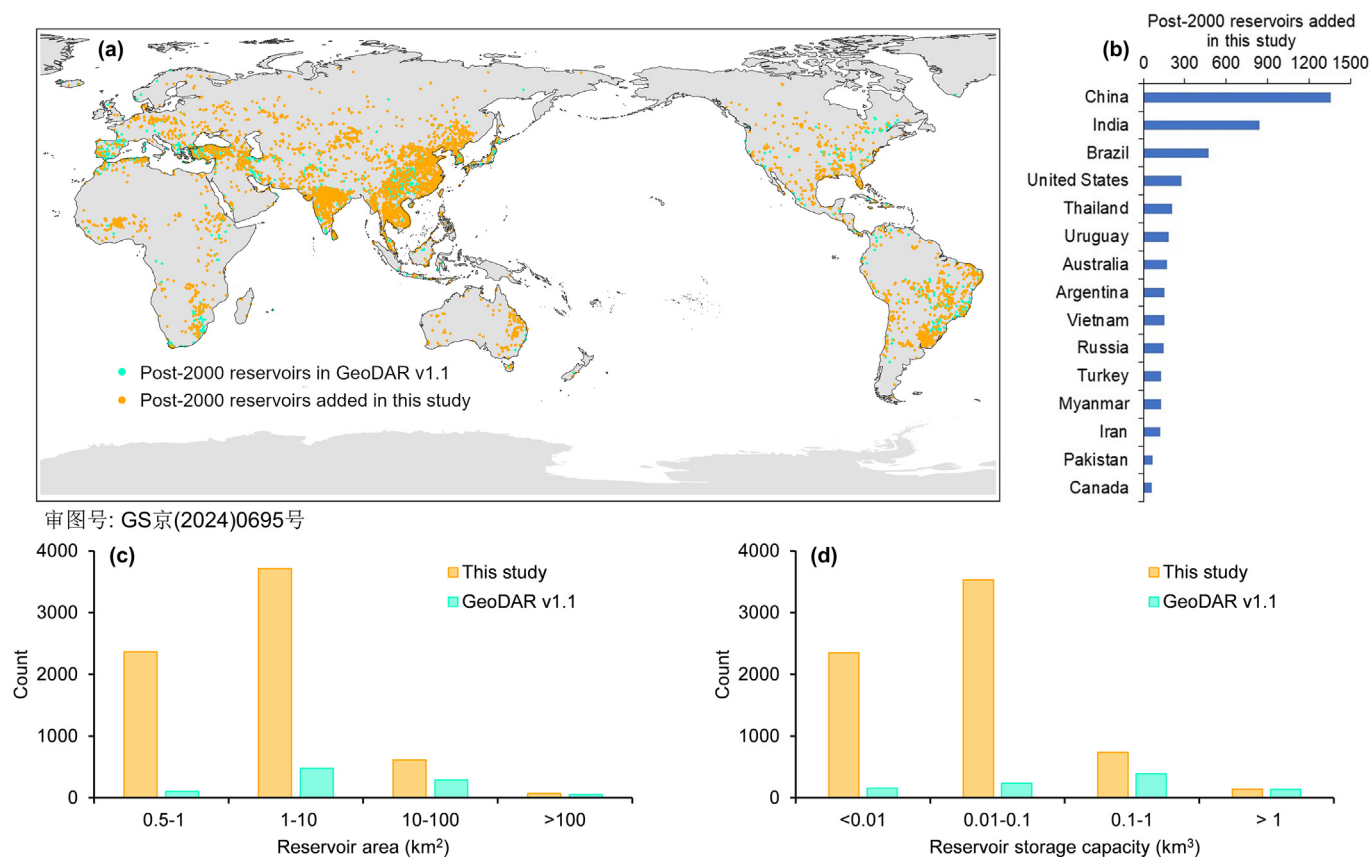 (a)
Post-2000 reservoirs in GeoDAR v1.1
Post-2000 reservoirs added in this study
审图号: GS京(2024)0695号
(b)
Post-2000 reservoirs added
in this study
0 300 600 900 1200 1500
China
India
Brazil
United States
Thailand
Uruguay
Australia
Argentina
Vietnam
Russia
Turkey
Myanmar
Iran
Pakistan
Canada
(c)
This study
GeoDAR v1.1
Count
4000
3000
2000
1000
0
0.5-1 1-10 10-100 >100
Reservoir area (km²)
(d)
This study
GeoDAR v1.1
Count
4000
3000
2000
1000
0
<0.01 0.01-0.1 0.1-1 > 1
Reservoir storage capacity (km³)